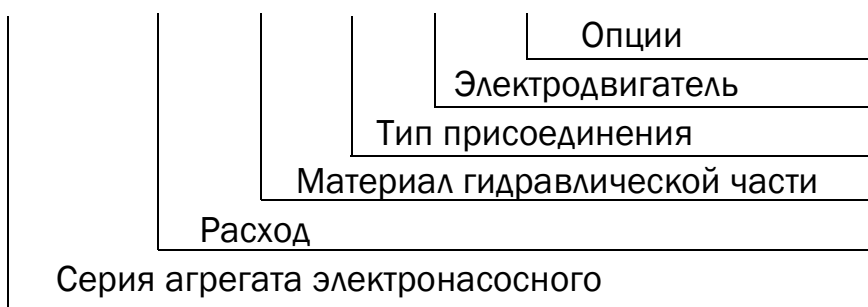 Опции
Электродвигатель
Тип присоединения
Материал гидравлической части
Расход
Серия агрегата электронасосного